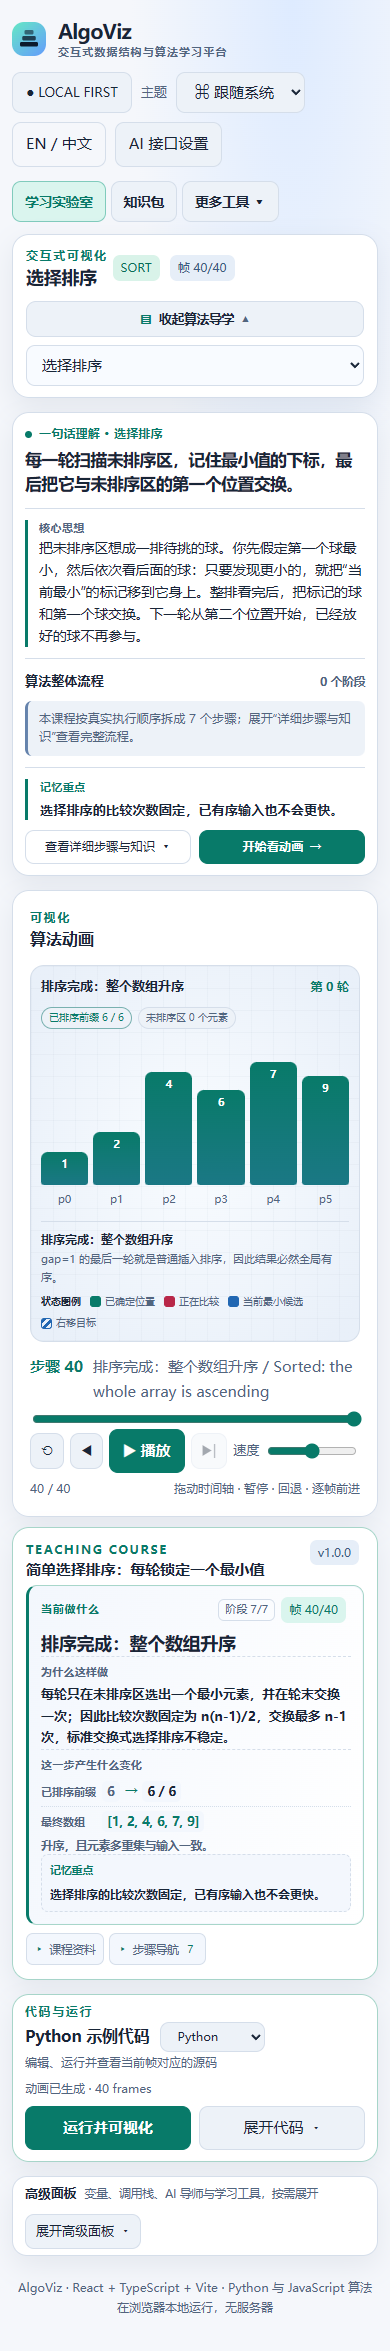 AlgoViz
交互式数据结构与算法学习平台
● LOCAL FIRST
主题
⌘ 跟随系统
EN / 中文
AI 接口设置
学习实验室
知识包
更多工具 ▾
交互式可视化
选择排序
SORT
帧 40/40
▤ 收起算法导学 ▲
选择排序
一句话理解 • 选择排序
每一轮扫描未排序区，记住最小值的下标，最
后把它与未排序区的第一个位置交换。
核心思想
把未排序区想成一排待挑的球。你先假定第一个球最
小，然后依次看后面的球：只要发现更小的，就把“当
前最小”的标记移到它身上。整排看完后，把标记的球
和第一个球交换。下一轮从第二个位置开始，已经放
好的球不再参与。
算法整体流程
0 个阶段
本课程按真实执行顺序拆成 7 个步骤；展开“详细步骤与知
识”查看完整流程。
记忆重点
选择排序的比较次数固定，已有序输入也不会更快。
查看详细步骤与知识 ▾
开始看动画 →
可视化
算法动画
排序完成：整个数组升序
第 0 轮
已排序前缀 6 / 6
未排序区 0 个元素
1
2
4
6
7
9
p0
p1
p2
p3
p4
p5
排序完成：整个数组升序
gap=1 的最后一轮就是普通插入排序，因此结果必然全局有
序。
状态图例
已确定位置
正在比较
当前最小候选
右移目标
步骤 40
排序完成：整个数组升序 / Sorted: the
whole array is ascending
⟲
◀
▶ 播放
▶|
速度
40 / 40
拖动时间轴 · 暂停 · 回退 · 逐帧前进
TEACHING COURSE
简单选择排序：每轮锁定一个最小值
v1.0.0
当前做什么
阶段 7/7
帧 40/40
排序完成：整个数组升序
为什么这样做
每轮只在未排序区选出一个最小元素，并在轮末交换
一次；因此比较次数固定为 n(n-1)/2，交换最多 n-1
次，标准交换式选择排序不稳定。
这一步产生什么变化
已排序前缀 6 → 6 / 6
最终数组 [1, 2, 4, 6, 7, 9]
升序，且元素多重集与输入一致。
记忆重点
选择排序的比较次数固定，已有序输入也不会更快。
▸ 课程资料
▸ 步骤导航 7
代码与运行
Python 示例代码
Python
编辑、运行并查看当前帧对应的源码
动画已生成 · 40 frames
运行并可视化
展开代码 ▾
高级面板
变量、调用栈、AI 导师与学习工具，按需展开
展开高级面板 ▾
AlgoViz · React + TypeScript + Vite · Python 与 JavaScript 算法
在浏览器本地运行，无服务器